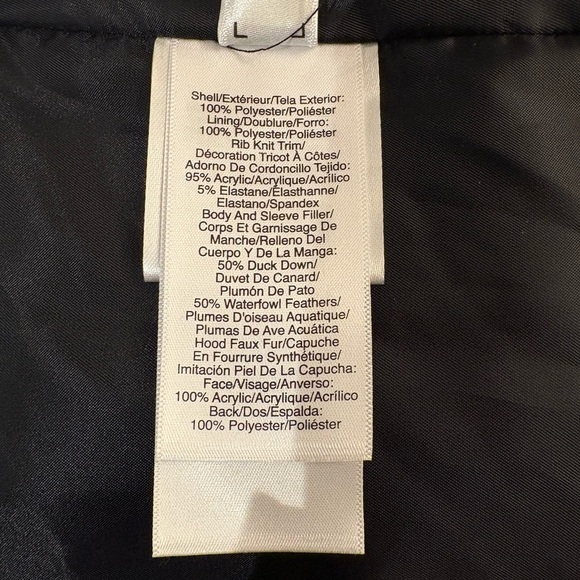 Shell/Extérieur/Tela Exterior:
100% Polyester/Poliéster
Lining/Doublure/Forro:
100% Polyester/Poliéster
Rib Knit Trim/
Décoration Tricot À Côtes/
Adorno De Cordoncillo Tejido:
95% Acrylic/Acrylique/Acrílico
5% Elastane/Élasthanne/
Elastano/Spandex
Body And Sleeve Filler/
Corps Et Garnissage De
Manche/Relleno Del
Cuerpo Y De La Manga:
50% Duck Down/
Duvet De Canard/
Plumón De Pato
50% Waterfowl Feathers/
Plumes D'oiseau Aquatique/
Plumas De Ave Acuática
Hood Faux Fur/Capuche
En Fourrure Synthétique/
Imitación Piel De La Capucha:
Face/Visage/Anverso:
100% Acrylic/Acrylique/Acrílico
Back/Dos/Espalda:
100% Polyester/Poliéster